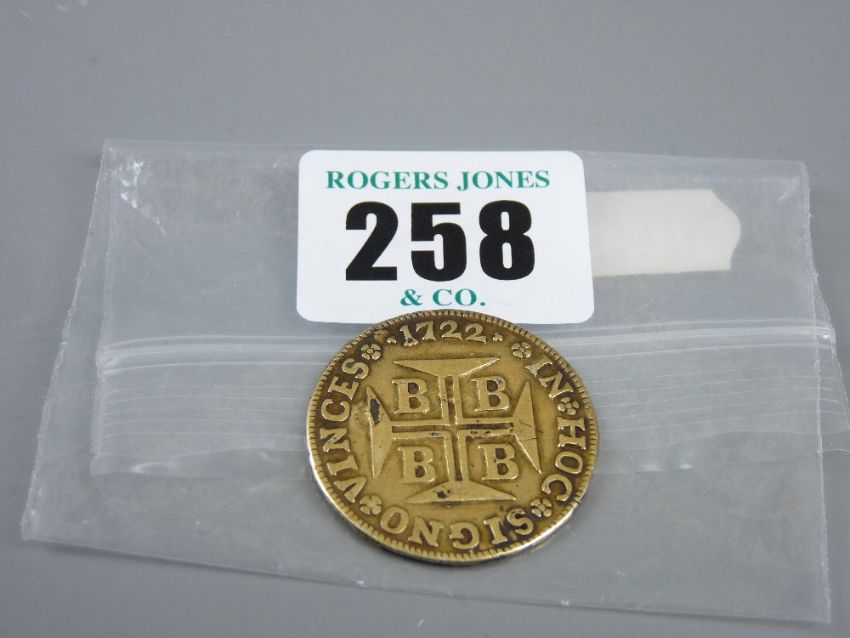 ROGERS JONES
258
& CO.
·1722·
IN HOC SIGNO VINCES
B B
B B